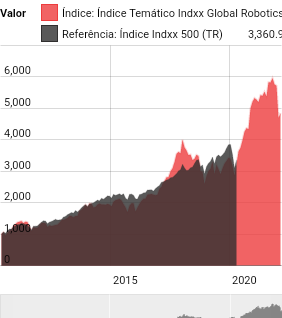 Valor
Índice: Índice Temático Indxx Global Robotics
Referência: Índice Indxx 500 (TR) 3,360.9
6,000
5,000
4,000
3,000
2,000
1,000
0
2015 2020